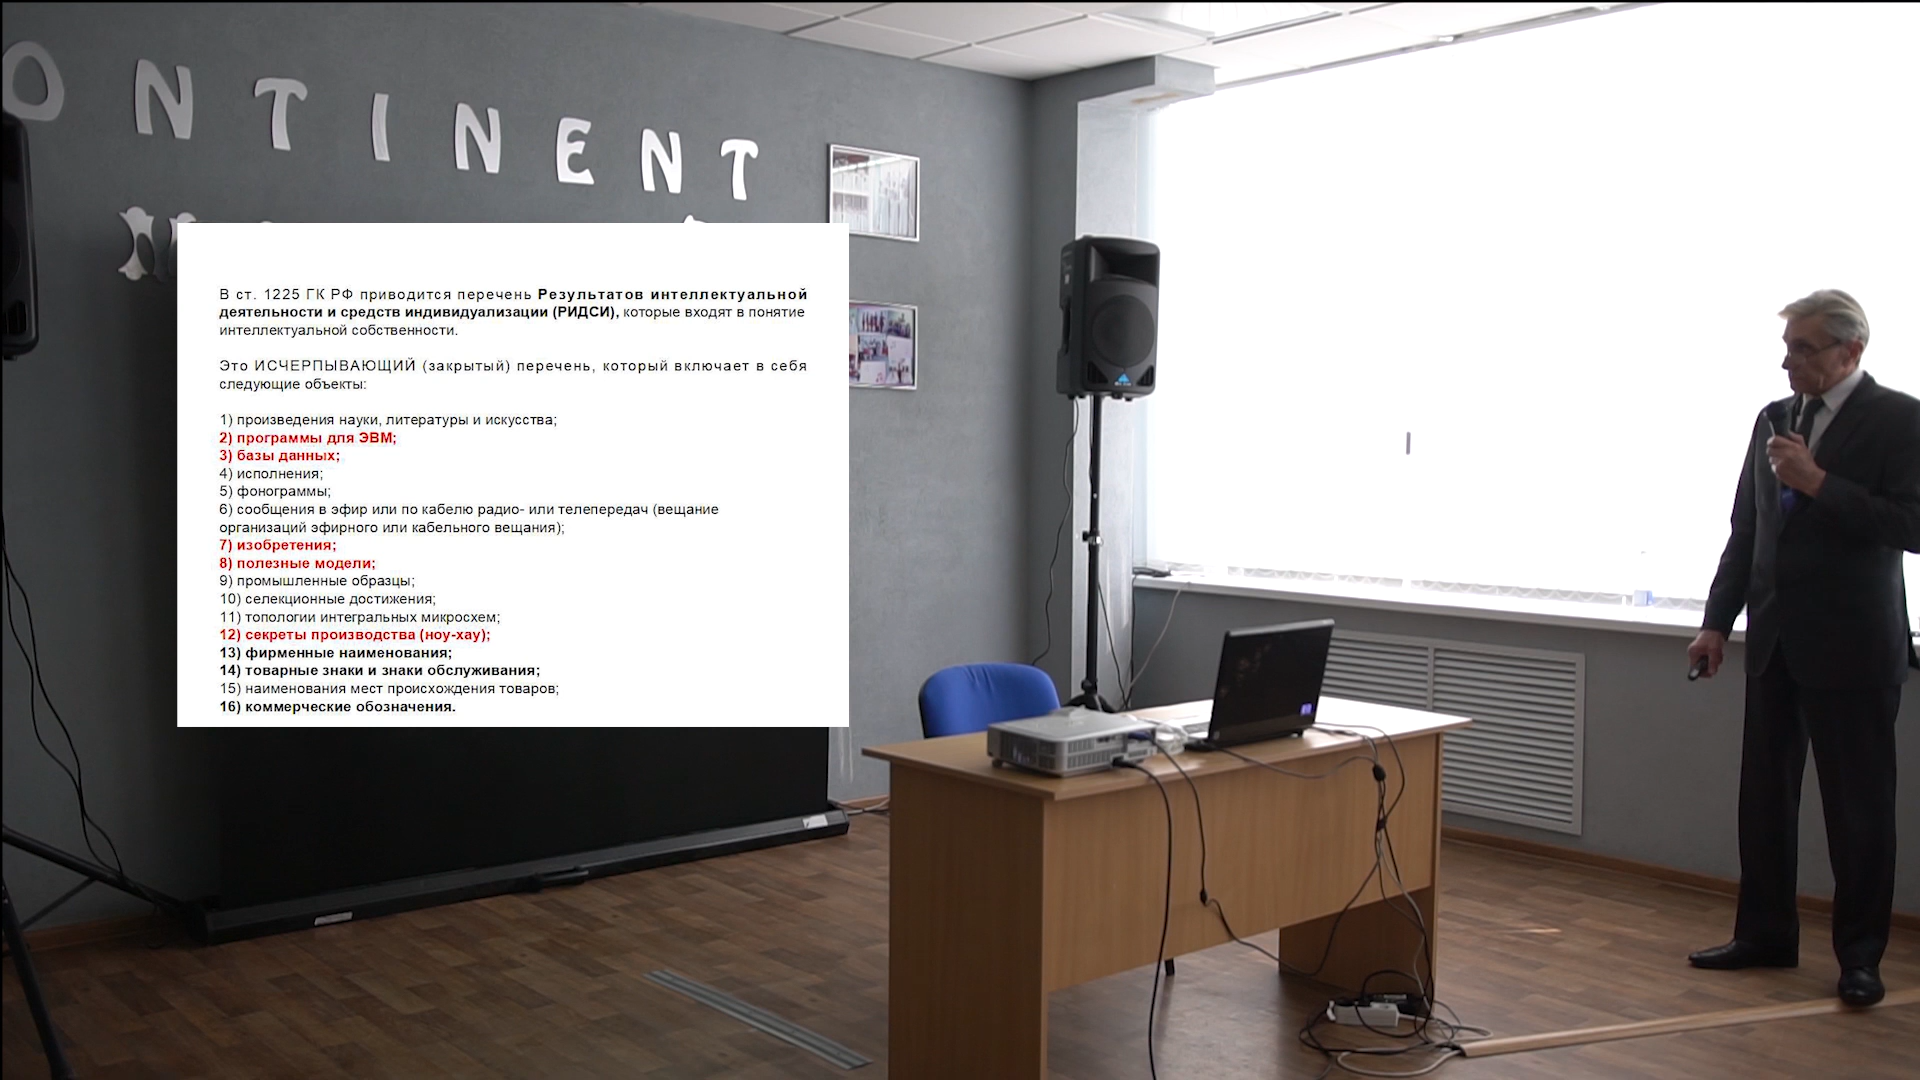 ONTINENT
В ст. 1225 ГК РФ приводится перечень Результатов интеллектуальной
деятельности и средств индивидуализации (РИДСИ), которые входят в понятие
интеллектуальной собственности.
Это ИСЧЕРПЫВАЮЩИЙ (закрытый) перечень, который включает в себя
следующие объекты:
1) произведения науки, литературы и искусства;
2) программы для ЭВМ;
3) базы данных;
4) исполнения;
5) фонограммы;
6) сообщения в эфир или по кабелю радио- или телепередач (вещание
организаций эфирного или кабельного вещания);
7) изобретения;
8) полезные модели;
9) промышленные образцы;
10) селекционные достижения;
11) топологии интегральных микросхем;
12) секреты производства (ноу-хау);
13) фирменные наименования;
14) товарные знаки и знаки обслуживания;
15) наименования мест происхождения товаров;
16) коммерческие обозначения.